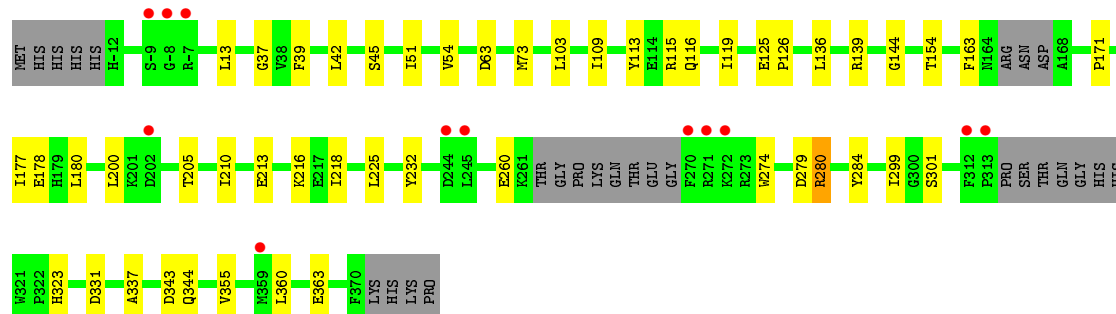 MET HIS HIS HIS HIS H-12 S-9 G-8 R-7 L13 G37 V38 F39 L42 S45 I51 V54 D63 M73 L103 I109 Y113 E114 R115 Q116 I119 E125 P126 L136 R139 G144 T154 F163 N164 ARG ASN ASP A168 P171
I177 E178 H179 L180 L200 K201 D202 T205 I210 E213 K216 E217 I218 L225 Y232 D244 L245 E260 K261 THR GLY PRO LYS GLN THR GLU GLY F270 R271 K272 R273 W274 D279 R280 Y284 I299 G300 S301 F312 P313 PRO SER THR GLN GLY GLY HIS
W321 P322 H323 D331 A337 D343 Q344 V355 M359 L360 E363 F370 LYS HIS LYS PRO